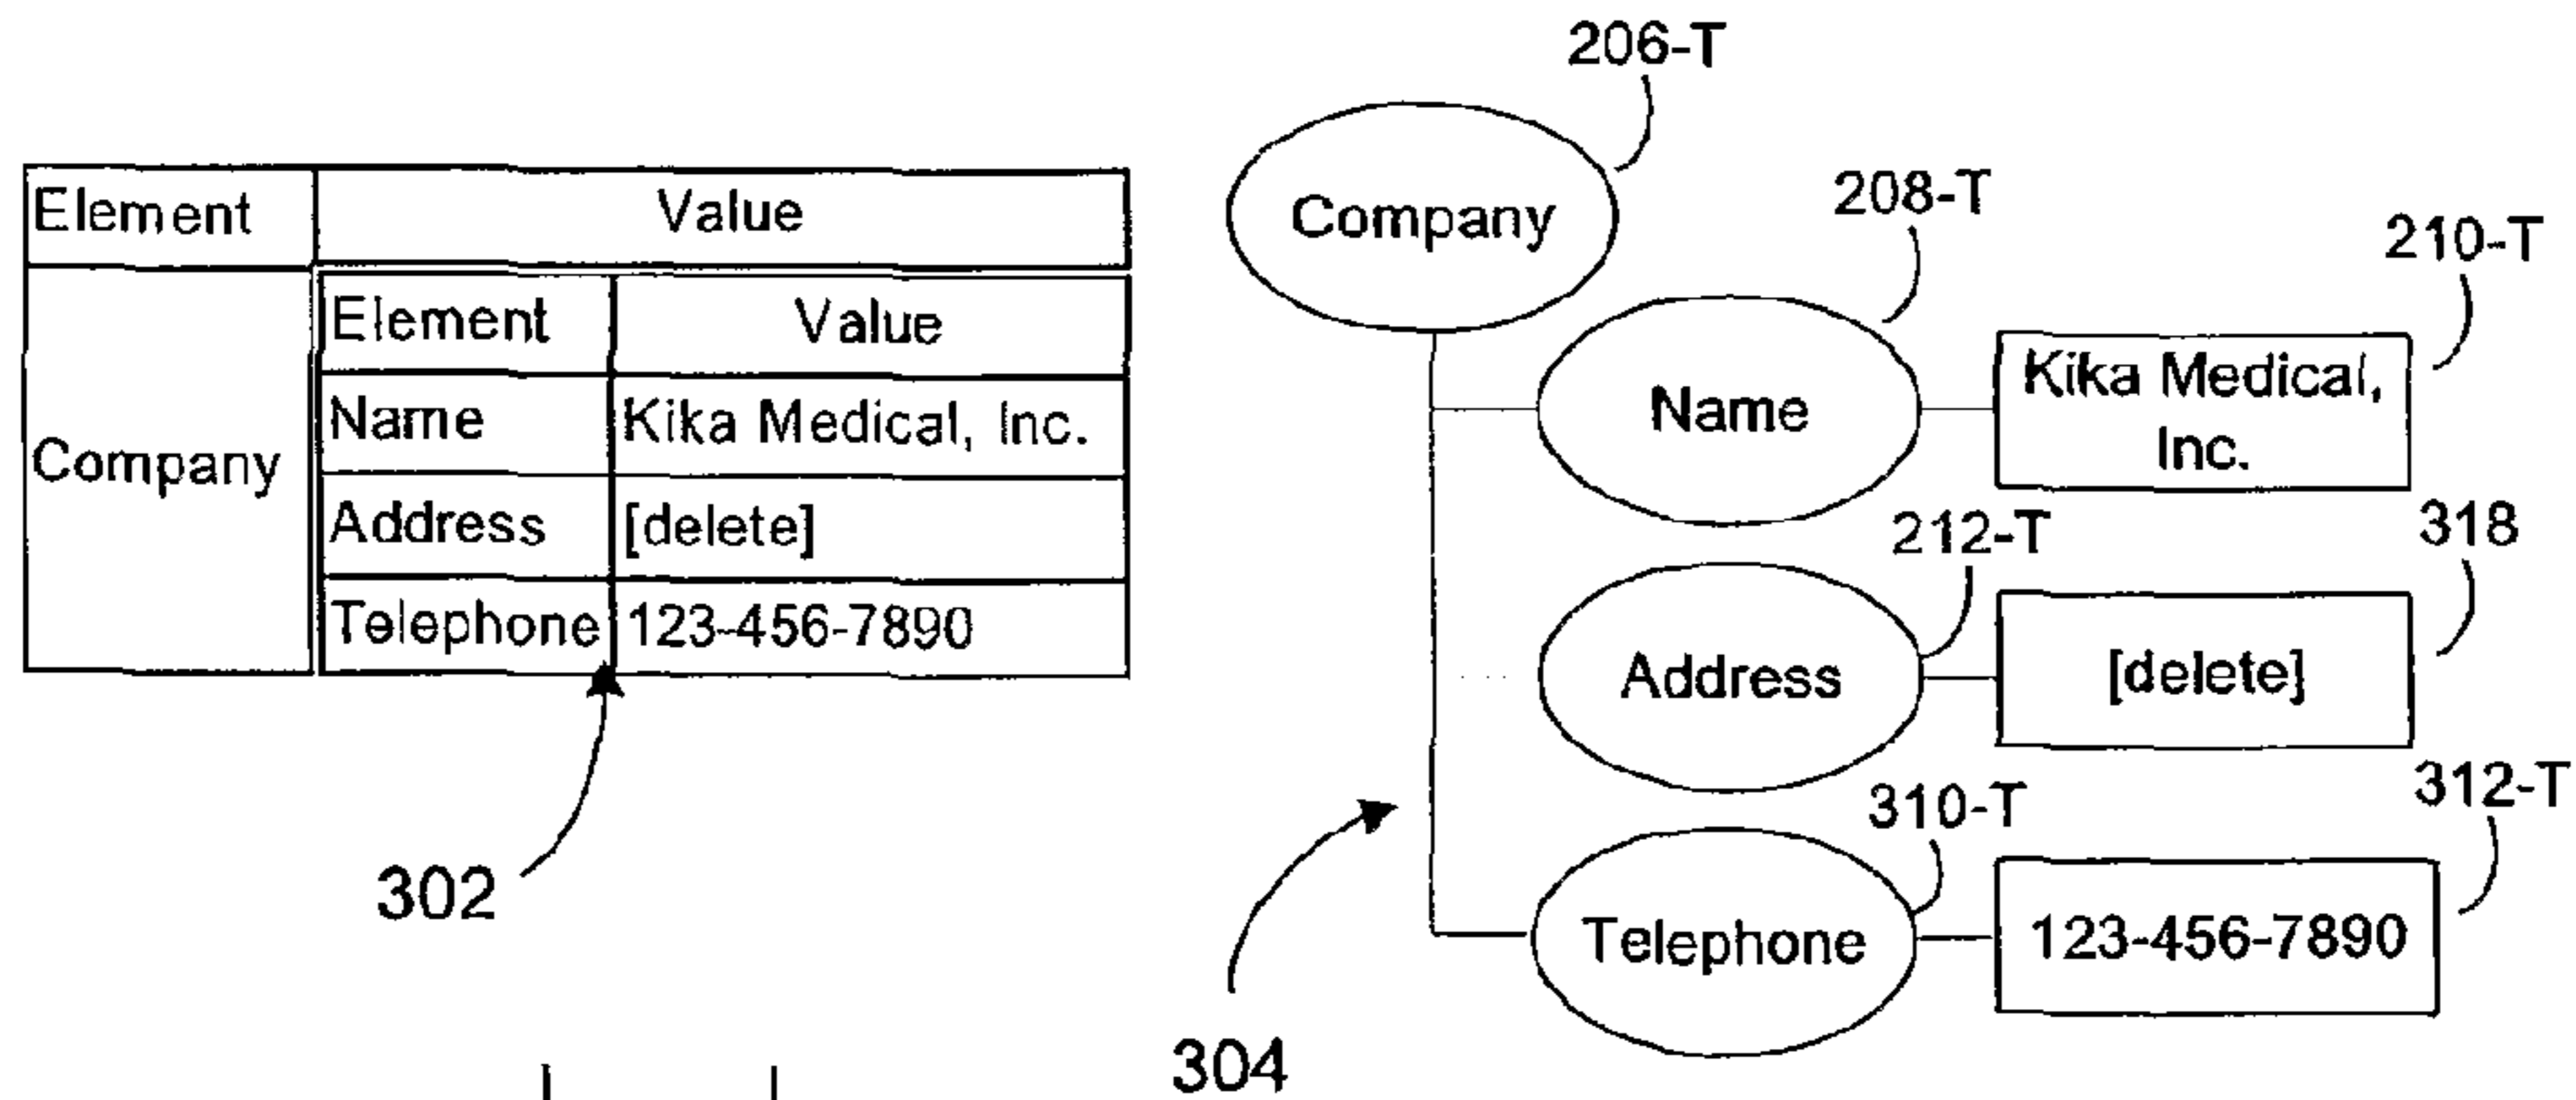 Element Value
Company
Element Value
Name Kika Medical, Inc.
Address [delete]
Telephone 123-456-7890
302
206-T
Company
208-T
Name
210-T
Kika Medical,
Inc.
212-T
Address
318
[delete]
310-T
Telephone
312-T
123-456-7890
304